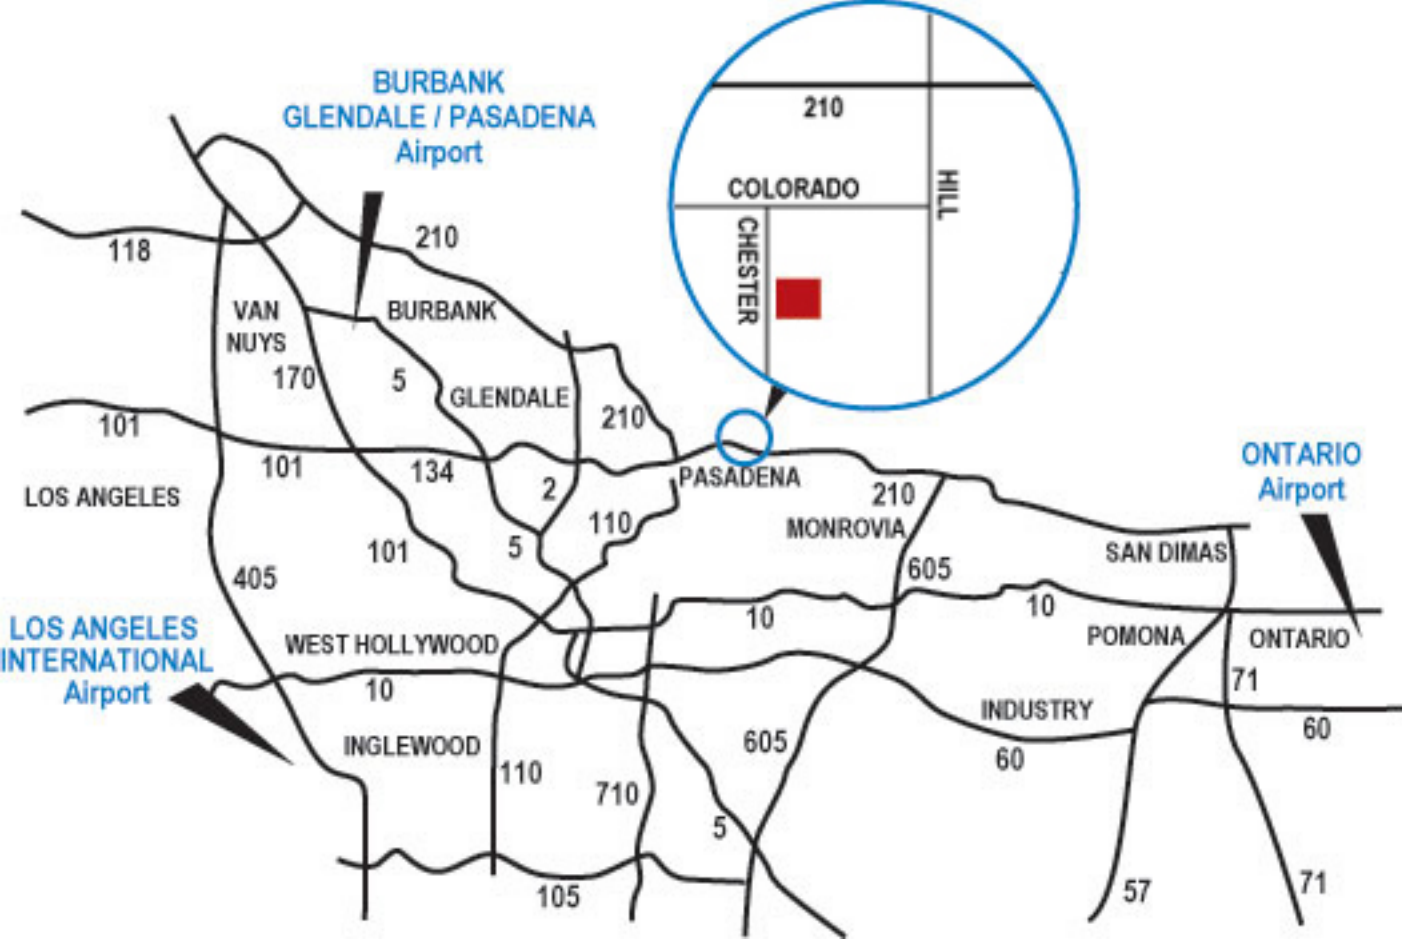 BURBANK
GLENDALE / PASADENA
Airport
210
COLORADO
HILL
CHESTER
118
210
VAN
NUYS
BURBANK
170
5
GLENDALE
210
101
101
134
2
PASADENA
210
ONTARIO
Airport
LOS ANGELES
110
MONROVIA
101
5
SAN DIMAS
405
605
10
10
LOS ANGELES
INTERNATIONAL
Airport
WEST HOLLYWOOD
POMONA
ONTARIO
10
71
INDUSTRY
60
INGLEWOOD
605
60
110
710
5
105
57
71